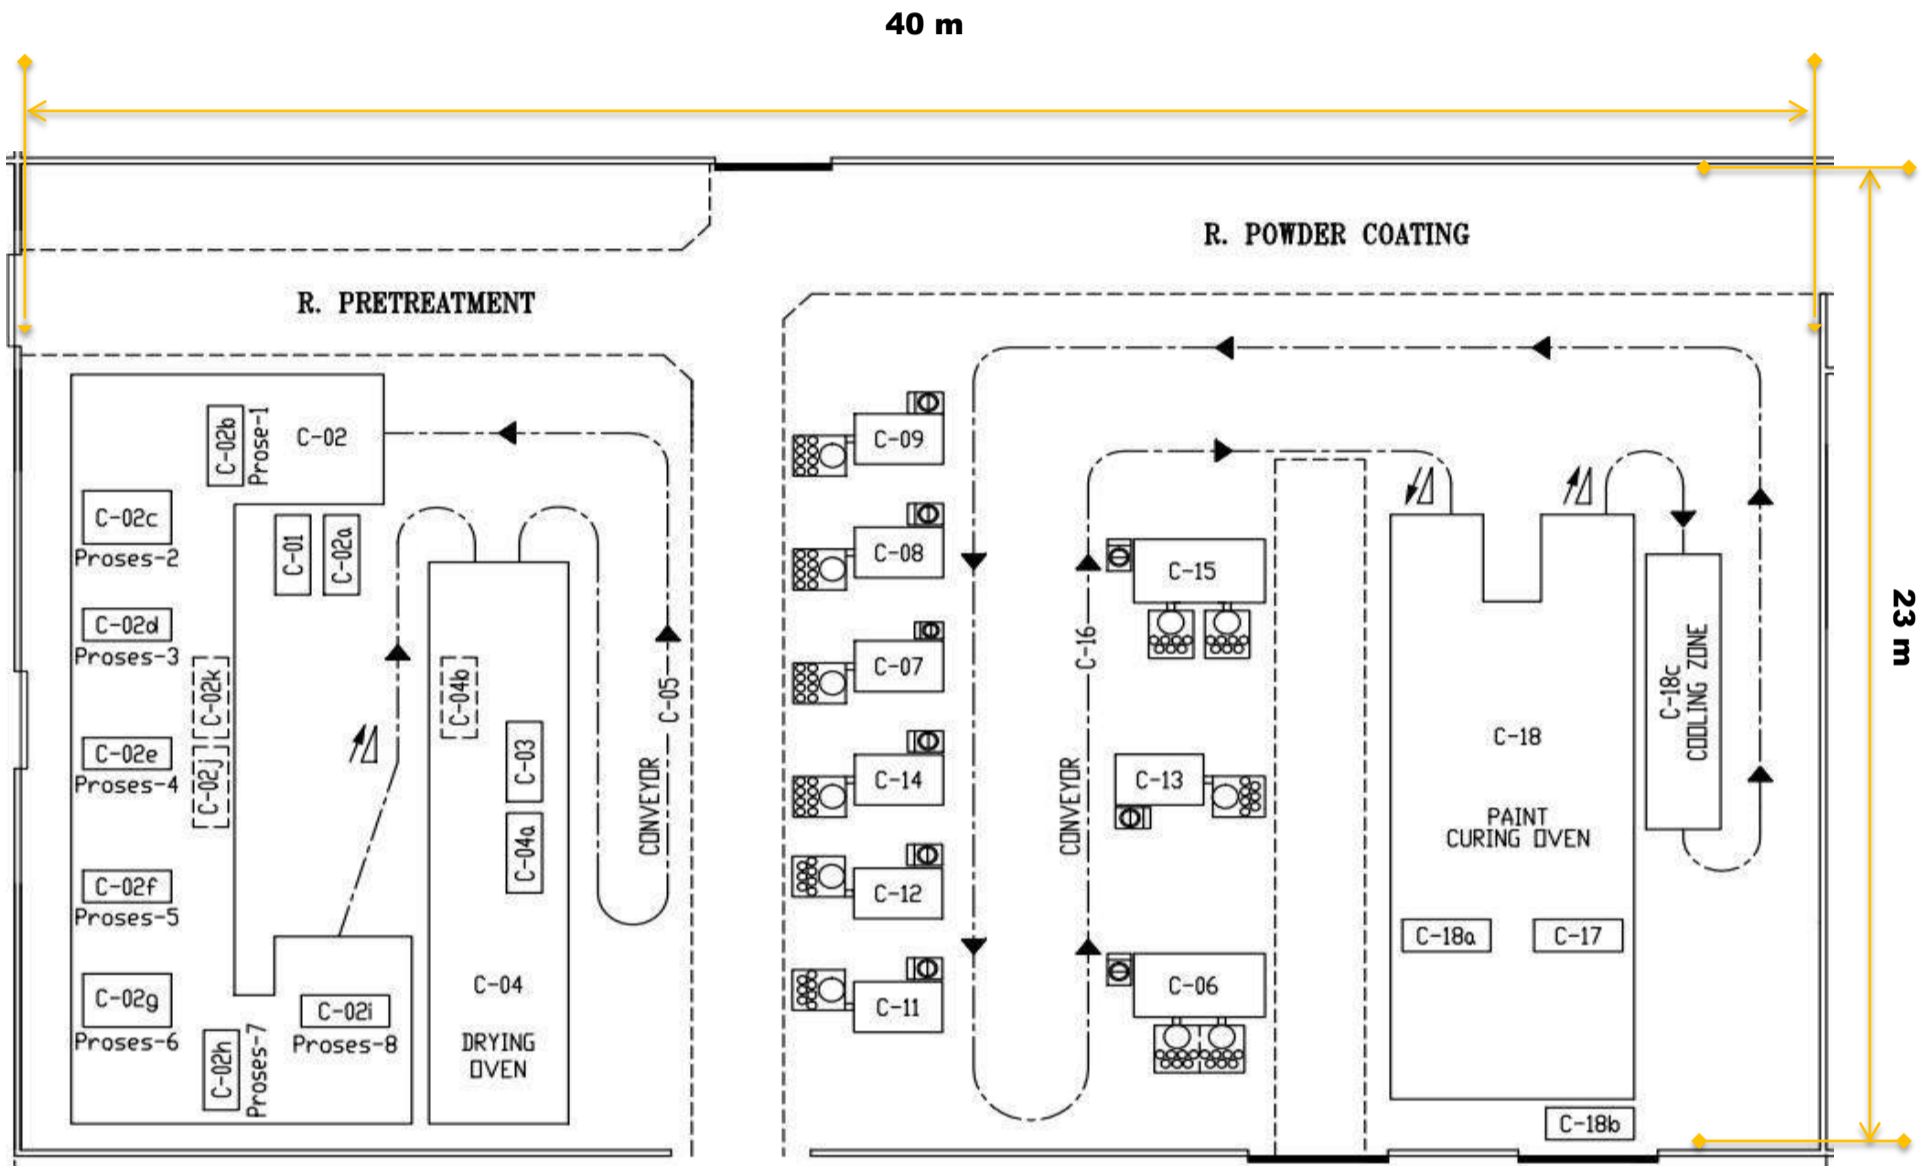 40 m
R. POWDER COATING
R. PRETREATMENT
C-02b
Prose-1
C-02
C-02c
Proses-2
C-01
C-02a
C-02d
Proses-3
C-02k
C-02e
Proses-4
C-02j
C-02f
Proses-5
C-02g
Proses-6
C-02h
Proses-7
C-02i
Proses-8
C-04b
C-03
C-04a
C-04
DRYING
OVEN
C-05
CONVEYOR
C-09
C-08
C-07
C-14
C-12
C-11
C-16
CONVEYOR
C-15
C-13
C-06
C-18
PAINT
CURING OVEN
C-18a
C-17
C-18b
C-18c
COOLING ZONE
23 m